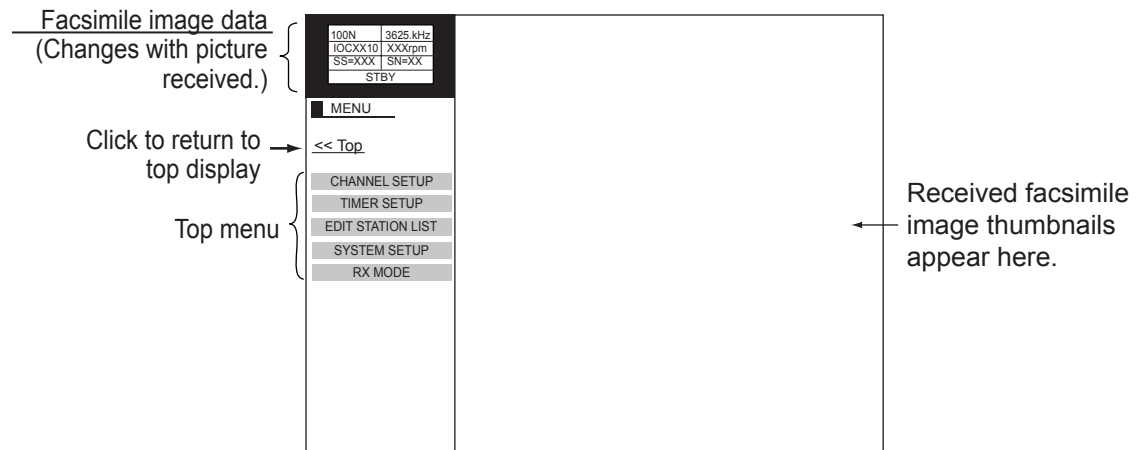 Facsimile image data
(Changes with picture
received.)
100N 3625.kHz
IOCXX10 XXXrpm
SS=XXX SN=XX
STBY
MENU
Click to return to
top display
<< Top
Top menu
CHANNEL SETUP
TIMER SETUP
EDIT STATION LIST
SYSTEM SETUP
RX MODE
Received facsimile
image thumbnails
appear here.